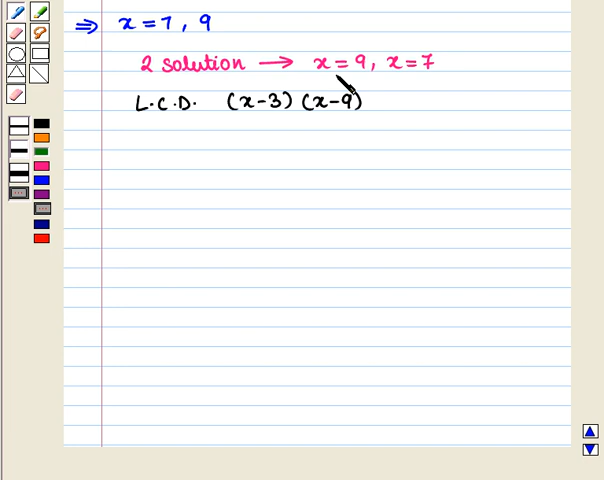 ⇒ x = 7, 9
2 solution → x = 9, x = 7
L.C.D. (x-3) (x-9)